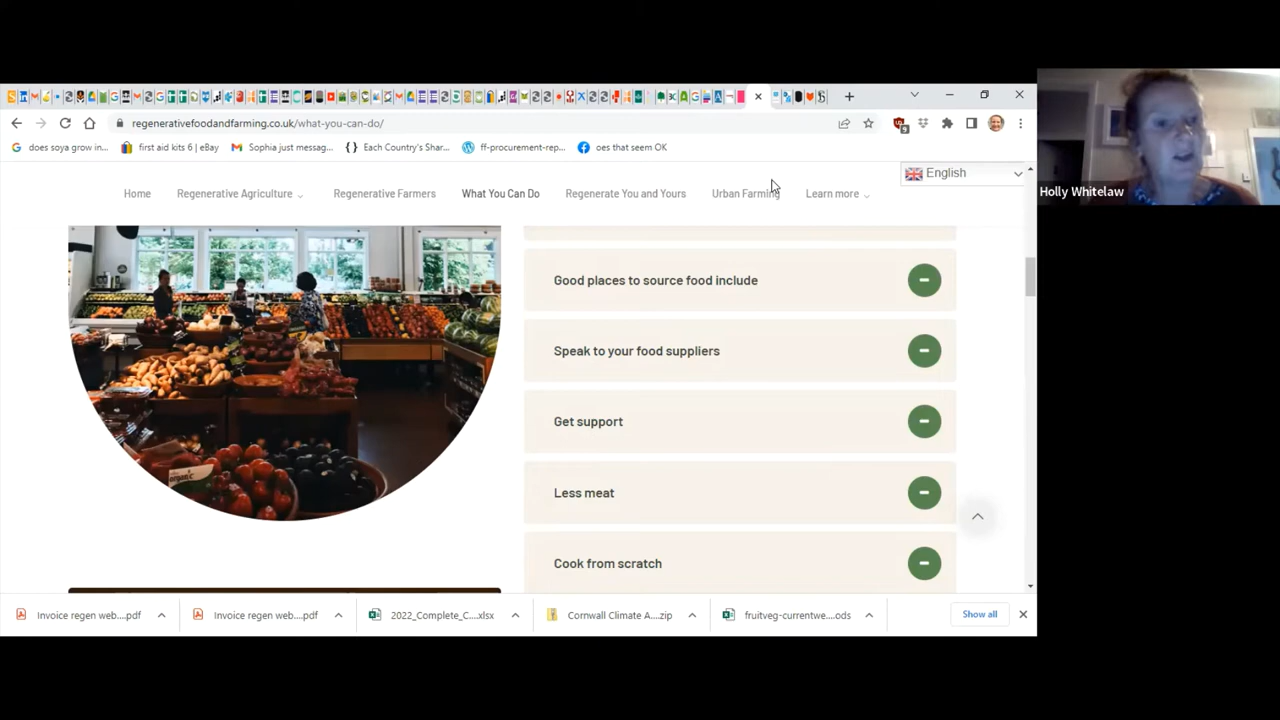 regenerativefoodandfarming.co.uk/what-you-can-do/
9
does soya grow in...
first aid kits 6 | eBay
Sophia just messag...
Each Country's Shar...
ff-procurement-rep...
oes that seem OK
English
Home
Regenerative Agriculture
Regenerative Farmers
What You Can Do
Regenerate You and Yours
Urban Farming
Learn more
Holly Whitelaw
Good places to source food include
Speak to your food suppliers
Get support
Less meat
Cook from scratch
ORGANIC
Invoice regen web....pdf
Invoice regen web....pdf
2022_Complete_C....xlsx
Cornwall Climate A....zip
fruitveg-currentwe....ods
Show all